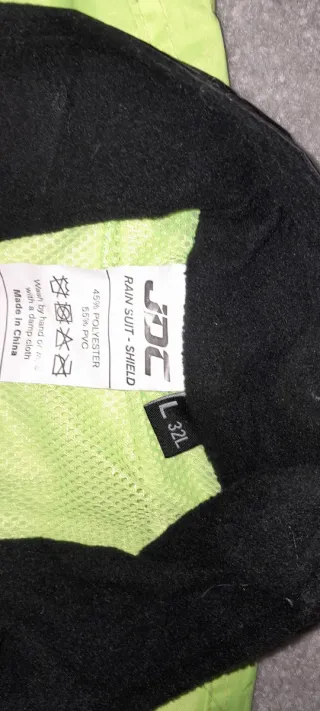 JDC
RAIN SUIT - SHIELD
45% POLYESTER
55% PVC
Wash by hand or
with a damp cloth
Made in China
L 32L